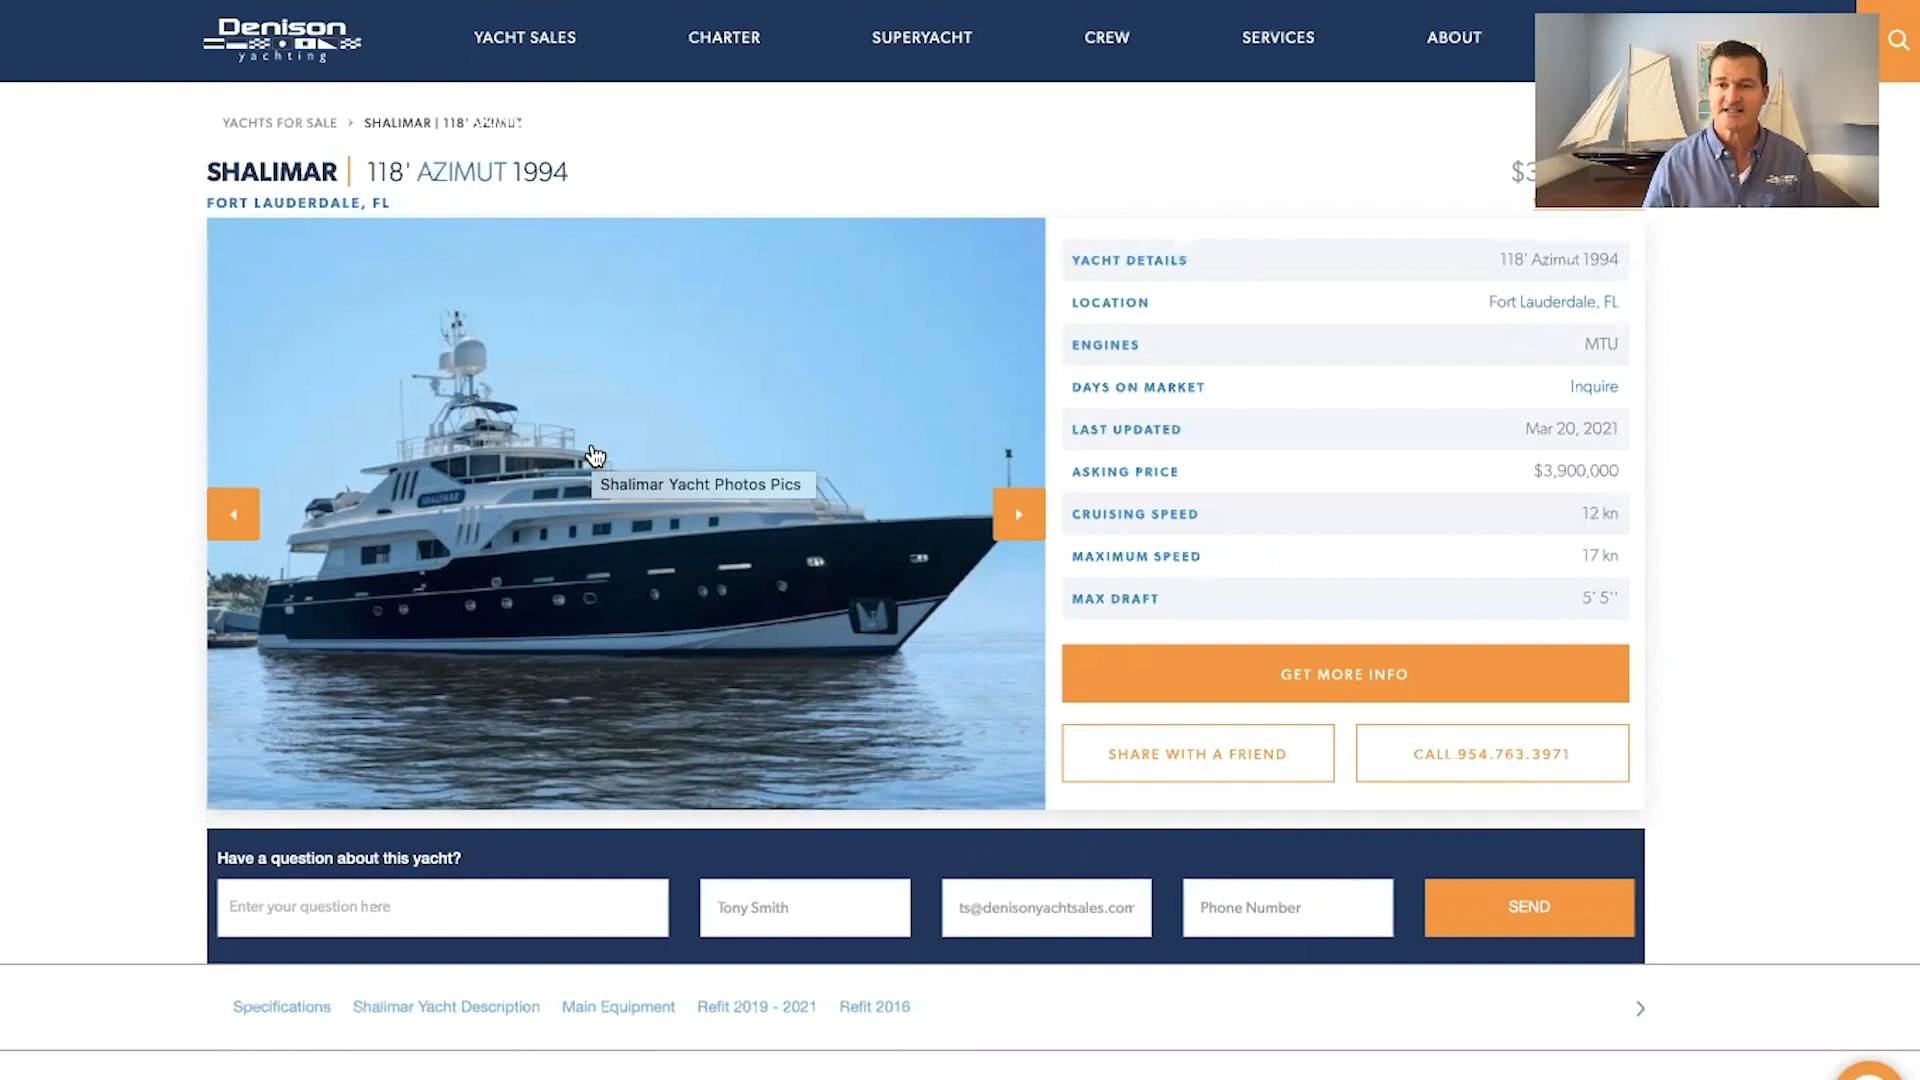 Denison
yachting
YACHT SALES
CHARTER
SUPERYACHT
CREW
SERVICES
ABOUT
YACHTS FOR SALE > SHALIMAR | 118' AZIMUT
SHALIMAR | 118' AZIMUT 1994
FORT LAUDERDALE, FL
SHALIMAR
Shalimar Yacht Photos Pics
YACHT DETAILS 118' Azimut 1994
LOCATION Fort Lauderdale, FL
ENGINES MTU
DAYS ON MARKET Inquire
LAST UPDATED Mar 20, 2021
ASKING PRICE $3,900,000
CRUISING SPEED 12 kn
MAXIMUM SPEED 17 kn
MAX DRAFT 5' 5''
GET MORE INFO
SHARE WITH A FRIEND
CALL 954.763.3971
Have a question about this yacht?
Enter your question here
Tony Smith
ts@denisonyachtsales.com
Phone Number
SEND
Specifications
Shalimar Yacht Description
Main Equipment
Refit 2019 - 2021
Refit 2016